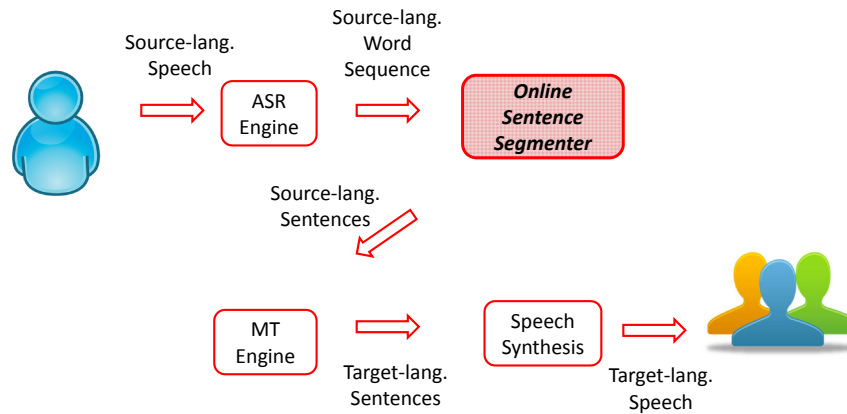 Source-lang.
Speech
ASR
Engine
Source-lang.
Word
Sequence
Online
Sentence
Segmenter
Source-lang.
Sentences
MT
Engine
Target-lang.
Sentences
Speech
Synthesis
Target-lang.
Speech